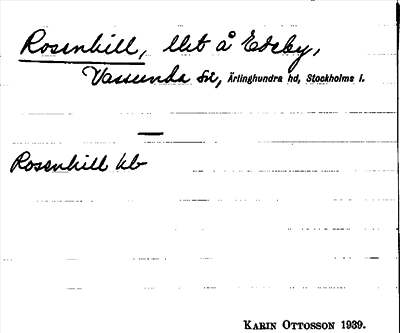 Rosenhill, lht å Edeby,
Vassunda sn, Ärlinghundra hd, Stockholms l.
—
Rosenhill kb
KARIN OTTOSSON 1939.